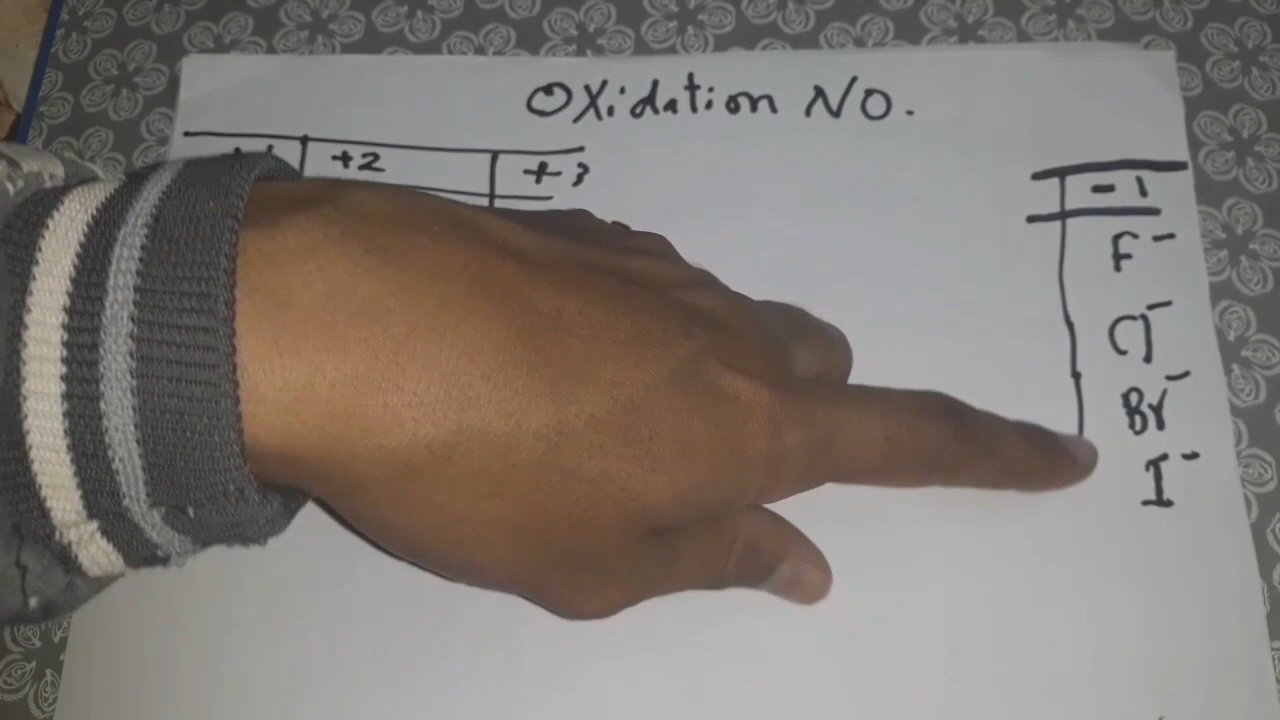 Oxidation NO.
+2 +3
-1
F⁻
Cl⁻
Br⁻
I⁻